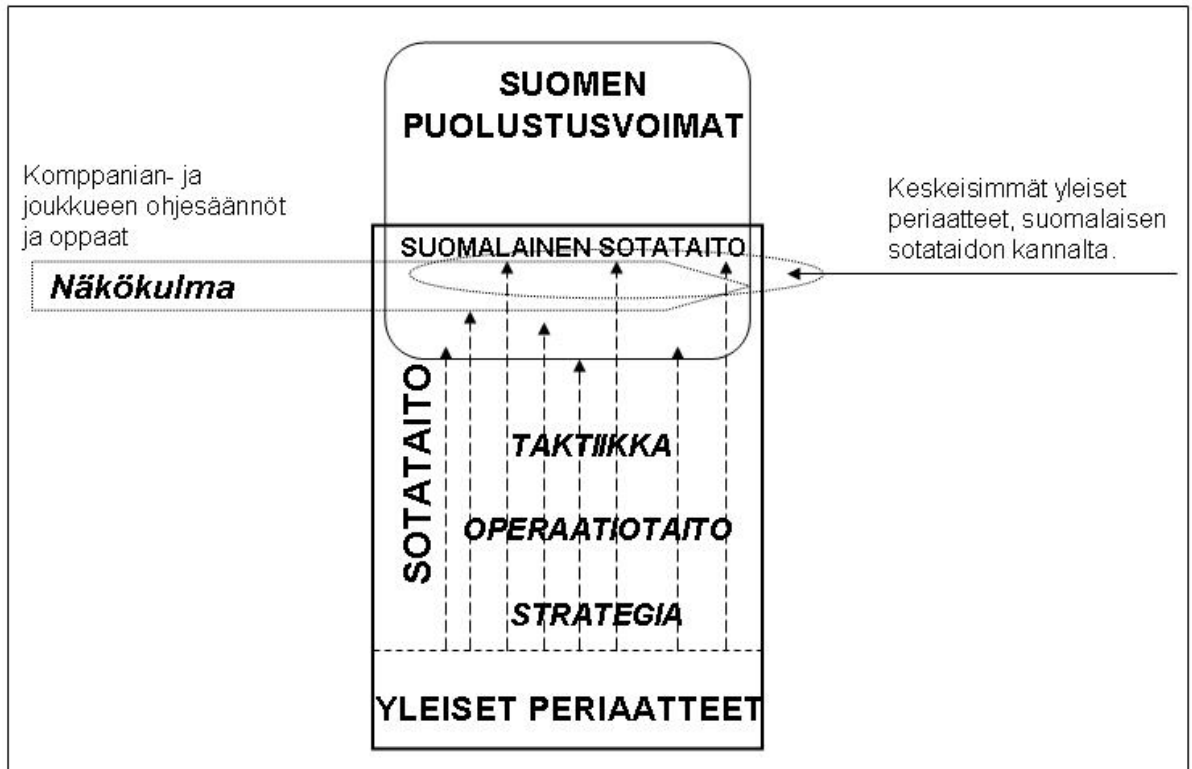 SUOMEN
PUOLUSTUSVOIMAT
Komppanian- ja
joukkueen ohjesäännöt
ja oppaat
Keskeisimmät yleiset
periaatteet, suomalaisen
sotataidon kannalta.
SUOMALAINEN SOTATAITO
Näkökulma
SOTATAITO
TAKTIIKKA
OPERAATIOTAITO
STRATEGIA
YLEISET PERIAATTEET